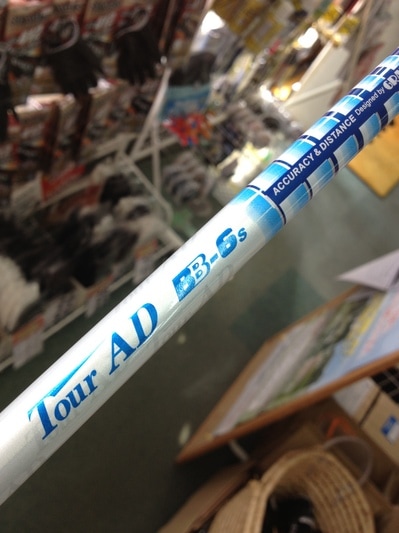 Tour AD BB-6s
ACCURACY & DISTANCE Designed by